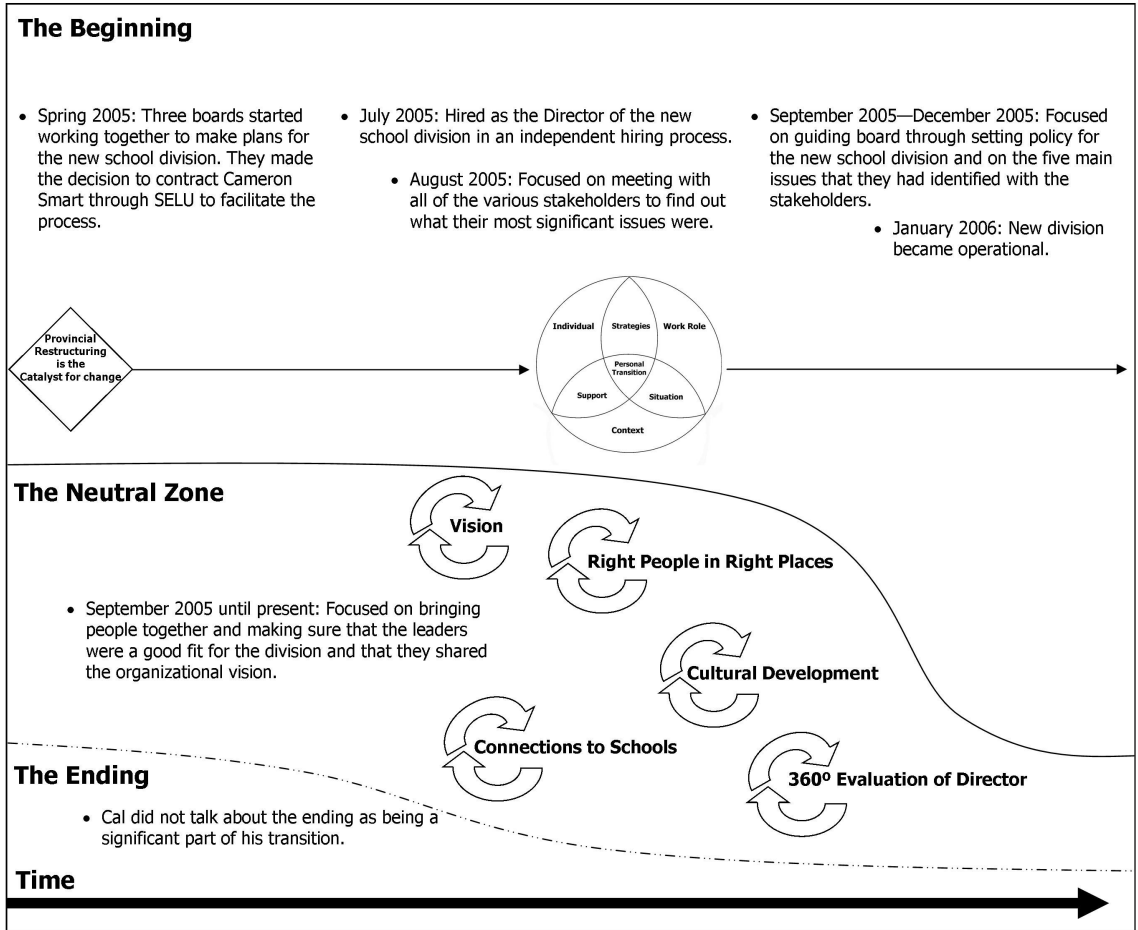 The Beginning
• Spring 2005: Three boards started
working together to make plans for
the new school division. They made
the decision to contract Cameron
Smart through SELU to facilitate the
process.
• July 2005: Hired as the Director of the new
school division in an independent hiring process.
• August 2005: Focused on meeting with
all of the various stakeholders to find out
what their most significant issues were.
• September 2005—December 2005: Focused
on guiding board through setting policy for
the new school division and on the five main
issues that they had identified with the
stakeholders.
• January 2006: New division
became operational.
Provincial
Restructuring
is the
Catalyst for change
Individual
Strategies
Work Role
Personal
Transition
Support
Situation
Context
The Neutral Zone
Vision
Right People in Right Places
• September 2005 until present: Focused on bringing
people together and making sure that the leaders
were a good fit for the division and that they shared
the organizational vision.
Cultural Development
Connections to Schools
The Ending
360º Evaluation of Director
• Cal did not talk about the ending as being a
significant part of his transition.
Time